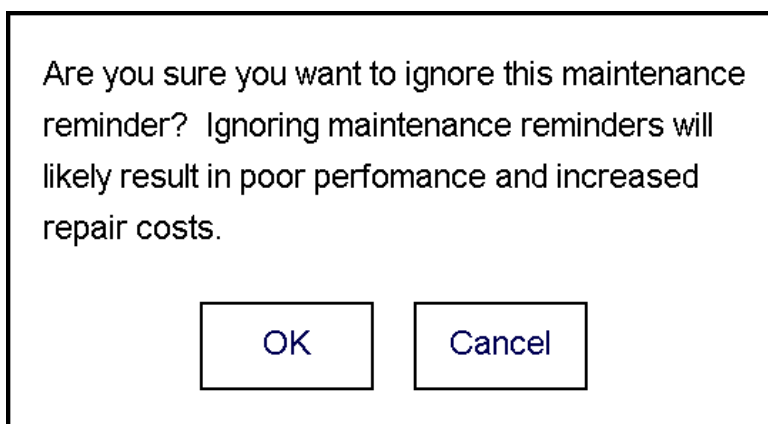 Are you sure you want to ignore this maintenance
reminder?  Ignoring maintenance reminders will
likely result in poor perfomance and increased
repair costs.
OK
Cancel